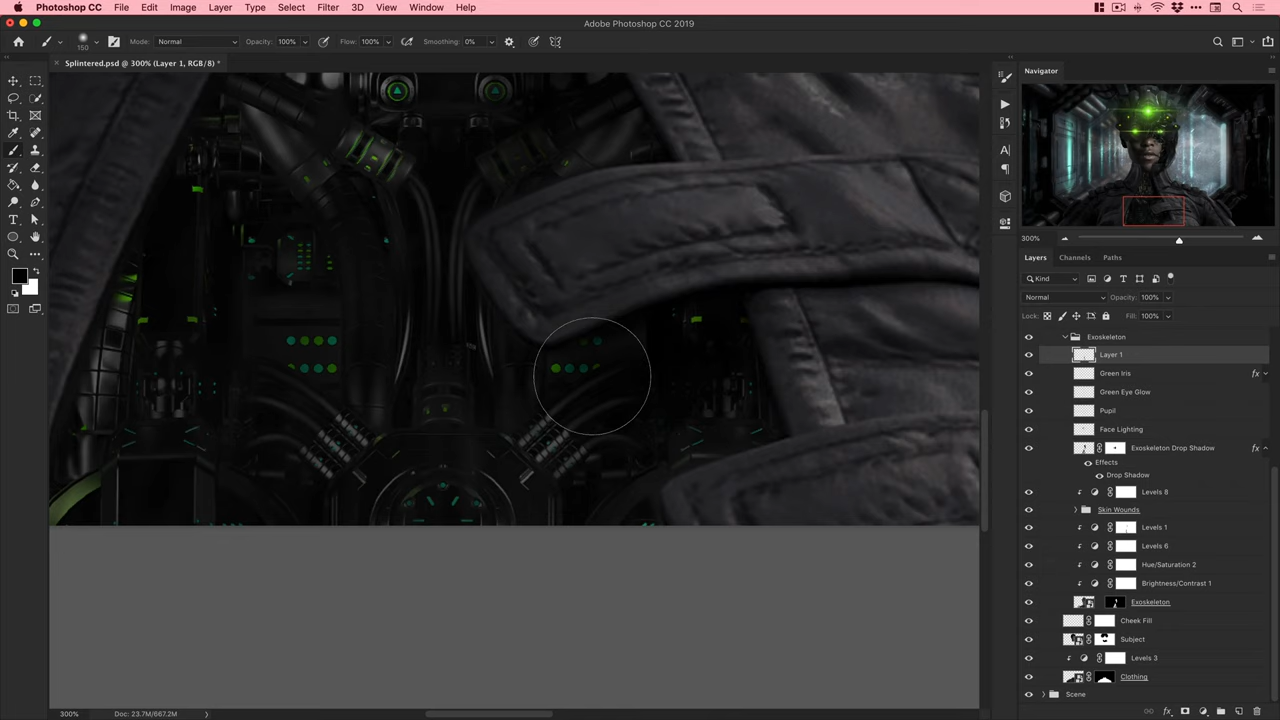 Photoshop CC File Edit Image Layer Type Select Filter 3D View Window Help
Adobe Photoshop CC 2019
150 Mode: Normal Opacity: 100% Flow: 100% Smoothing: 0%
× Splintered.psd @ 300% (Layer 1, RGB/8) *
Navigator
300%
Layers Channels Paths
Kind
Normal Opacity: 100%
Lock: Fill: 100%
Exoskeleton
Layer 1
Green Iris fx
Green Eye Glow
Pupil
Face Lighting
Exoskeleton Drop Shadow fx
Effects
Drop Shadow
Levels 8
Skin Wounds
Levels 1
Levels 6
Hue/Saturation 2
Brightness/Contrast 1
Exoskeleton
Cheek Fill
Subject
Levels 3
Clothing
Scene
300% Doc: 23.7M/667.2M